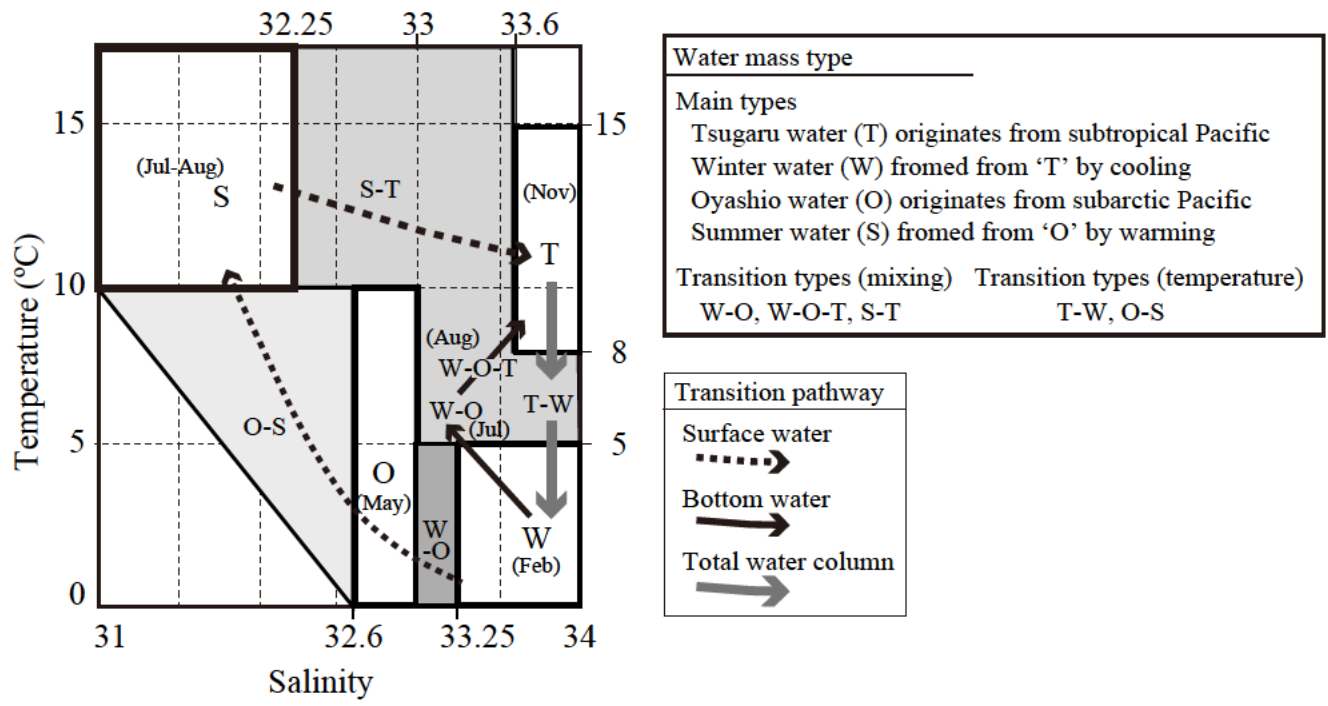 32.25
33
33.6
15
15
(Jul-Aug)
S
S-T
(Nov)
T
Temperature (ºC)
10
(Aug)
W-O-T
8
W-O
(Jul)
T-W
O-S
5
5
O
(May)
W
-O
W
(Feb)
0
31
32.6
33.25
34
Salinity
Water mass type
Main types
Tsugaru water (T) originates from subtropical Pacific
Winter water (W) fromed from ‘T’ by cooling
Oyashio water (O) originates from subarctic Pacific
Summer water (S) fromed from ‘O’ by warming
Transition types (mixing) Transition types (temperature)
W-O, W-O-T, S-T T-W, O-S
Transition pathway
Surface water
Bottom water
Total water column